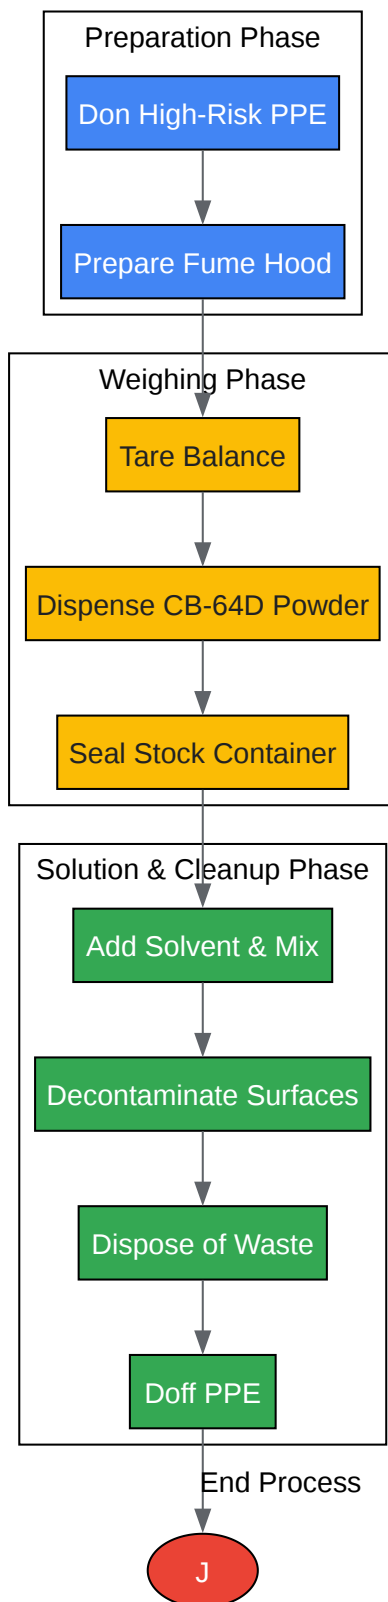 Preparation Phase
Don High-Risk PPE
Prepare Fume Hood
Weighing Phase
Tare Balance
Dispense CB-64D Powder
Seal Stock Container
Solution & Cleanup Phase
Add Solvent & Mix
Decontaminate Surfaces
Dispose of Waste
Doff PPE
End Process
J